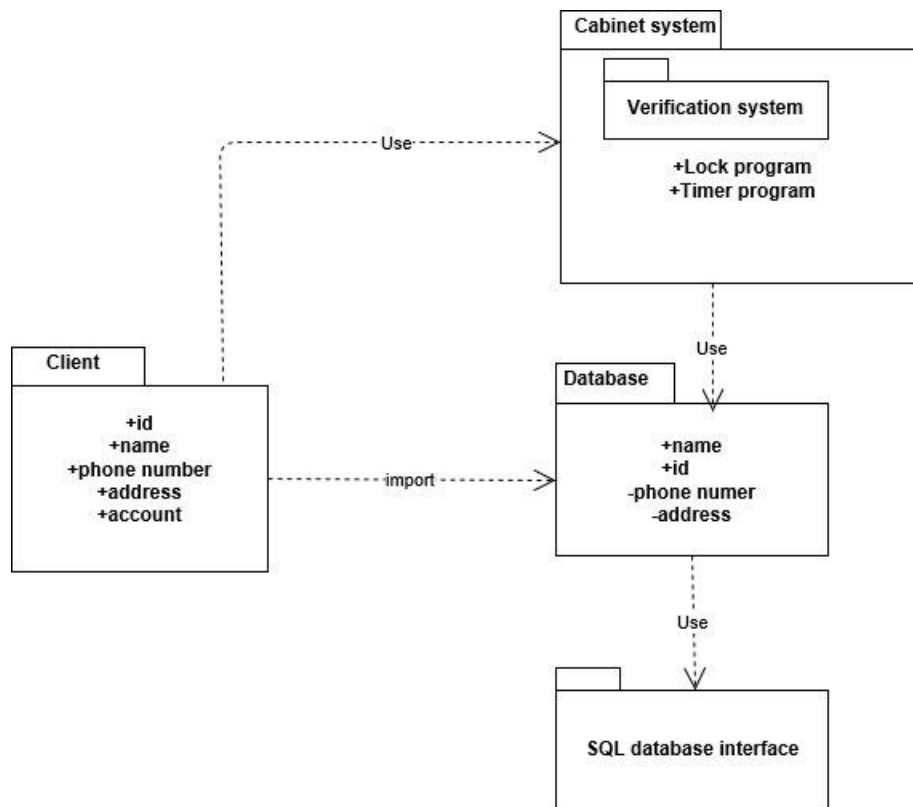 Cabinet system
Verification system
+Lock program
+Timer program
Use
Use
Client
+id
+name
+phone number
+address
+account
import
Database
+name
+id
-phone numer
-address
Use
SQL database interface